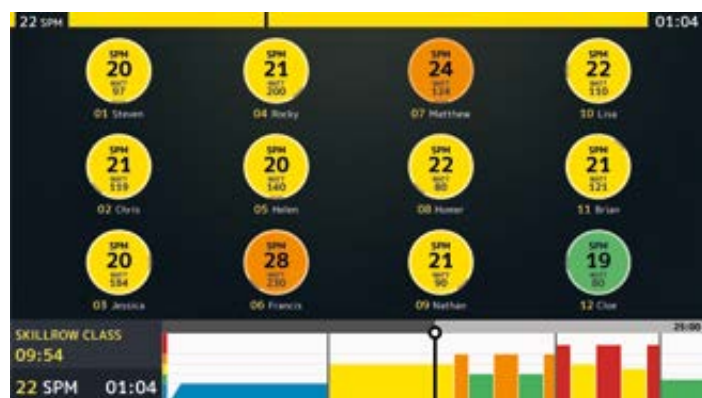 22 SPM 01:04
SPM SPM SPM SPM
20 21 24 22
WATT WATT WATT WATT
97 200 124 110
01 Steven 04 Rocky 07 Matthew 10 Lisa
SPM SPM SPM SPM
21 20 22 21
WATT WATT WATT WATT
119 140 80 121
02 Chris 05 Helen 08 Homer 11 Brian
SPM SPM SPM SPM
20 28 21 19
WATT WATT WATT WATT
184 230 90 80
03 Jessica 06 Francis 09 Nathan 12 Cloe
SKILLROW CLASS 25:00
09:54
22 SPM 01:04